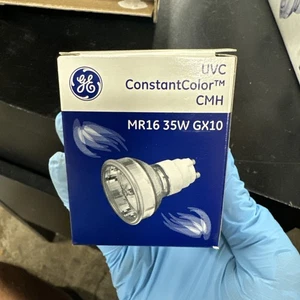 GE
UVC
ConstantColor™
CMH
MR16 35W GX10